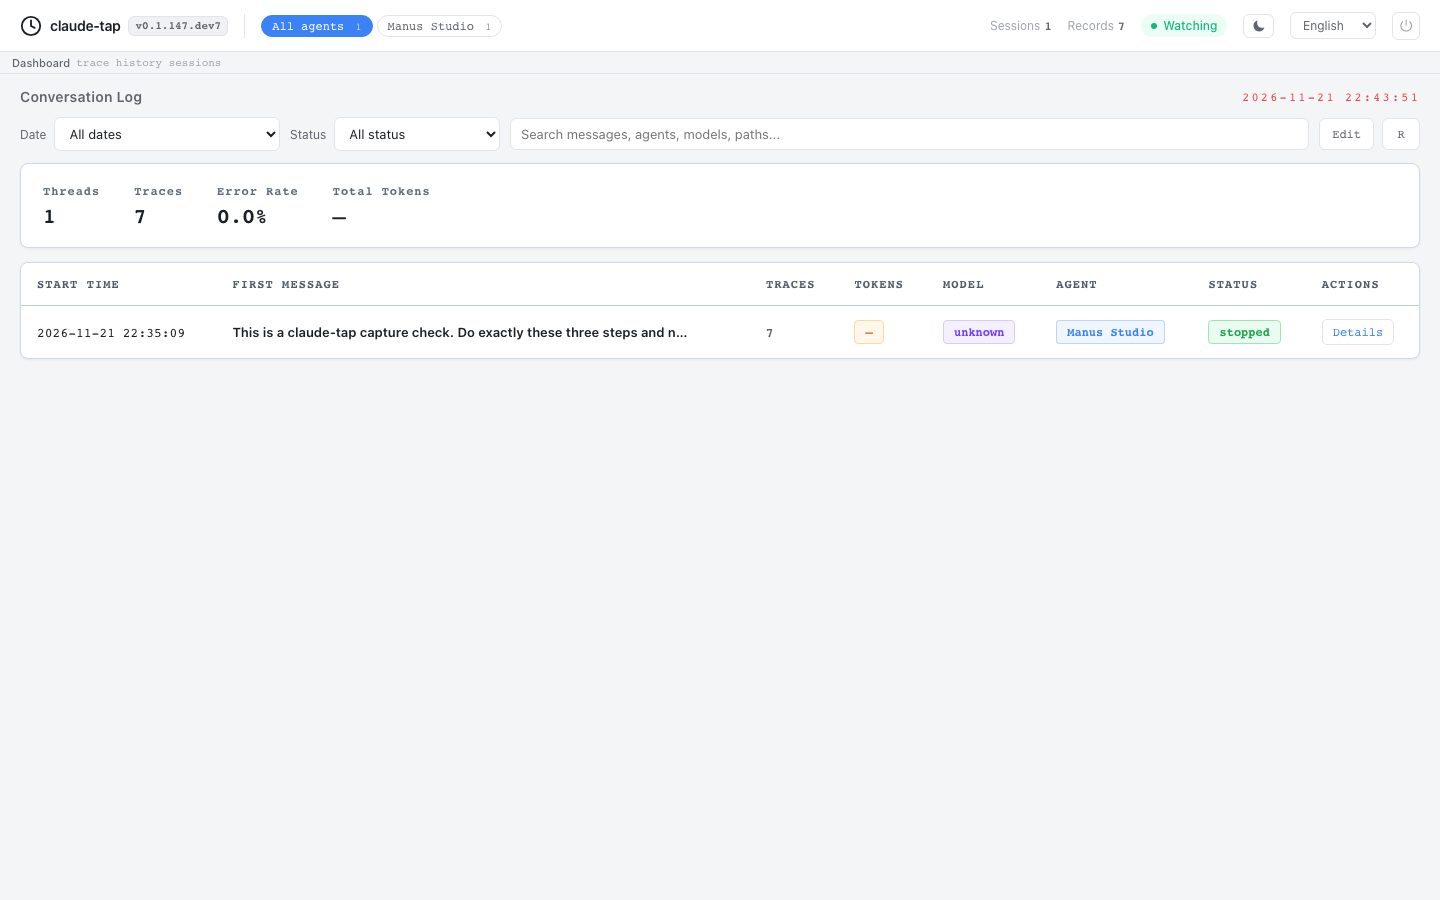 claude-tap v0.1.147.dev7 All agents 1 Manus Studio 1 Sessions 1 Records 7 Watching English
Dashboard trace history sessions
Conversation Log 2026-11-21 22:43:51
Date All dates Status All status Search messages, agents, models, paths... Edit R
Threads Traces Error Rate Total Tokens
1 7 0.0% —
START TIME FIRST MESSAGE TRACES TOKENS MODEL AGENT STATUS ACTIONS
2026-11-21 22:35:09 This is a claude-tap capture check. Do exactly these three steps and n... 7 — unknown Manus Studio stopped Details